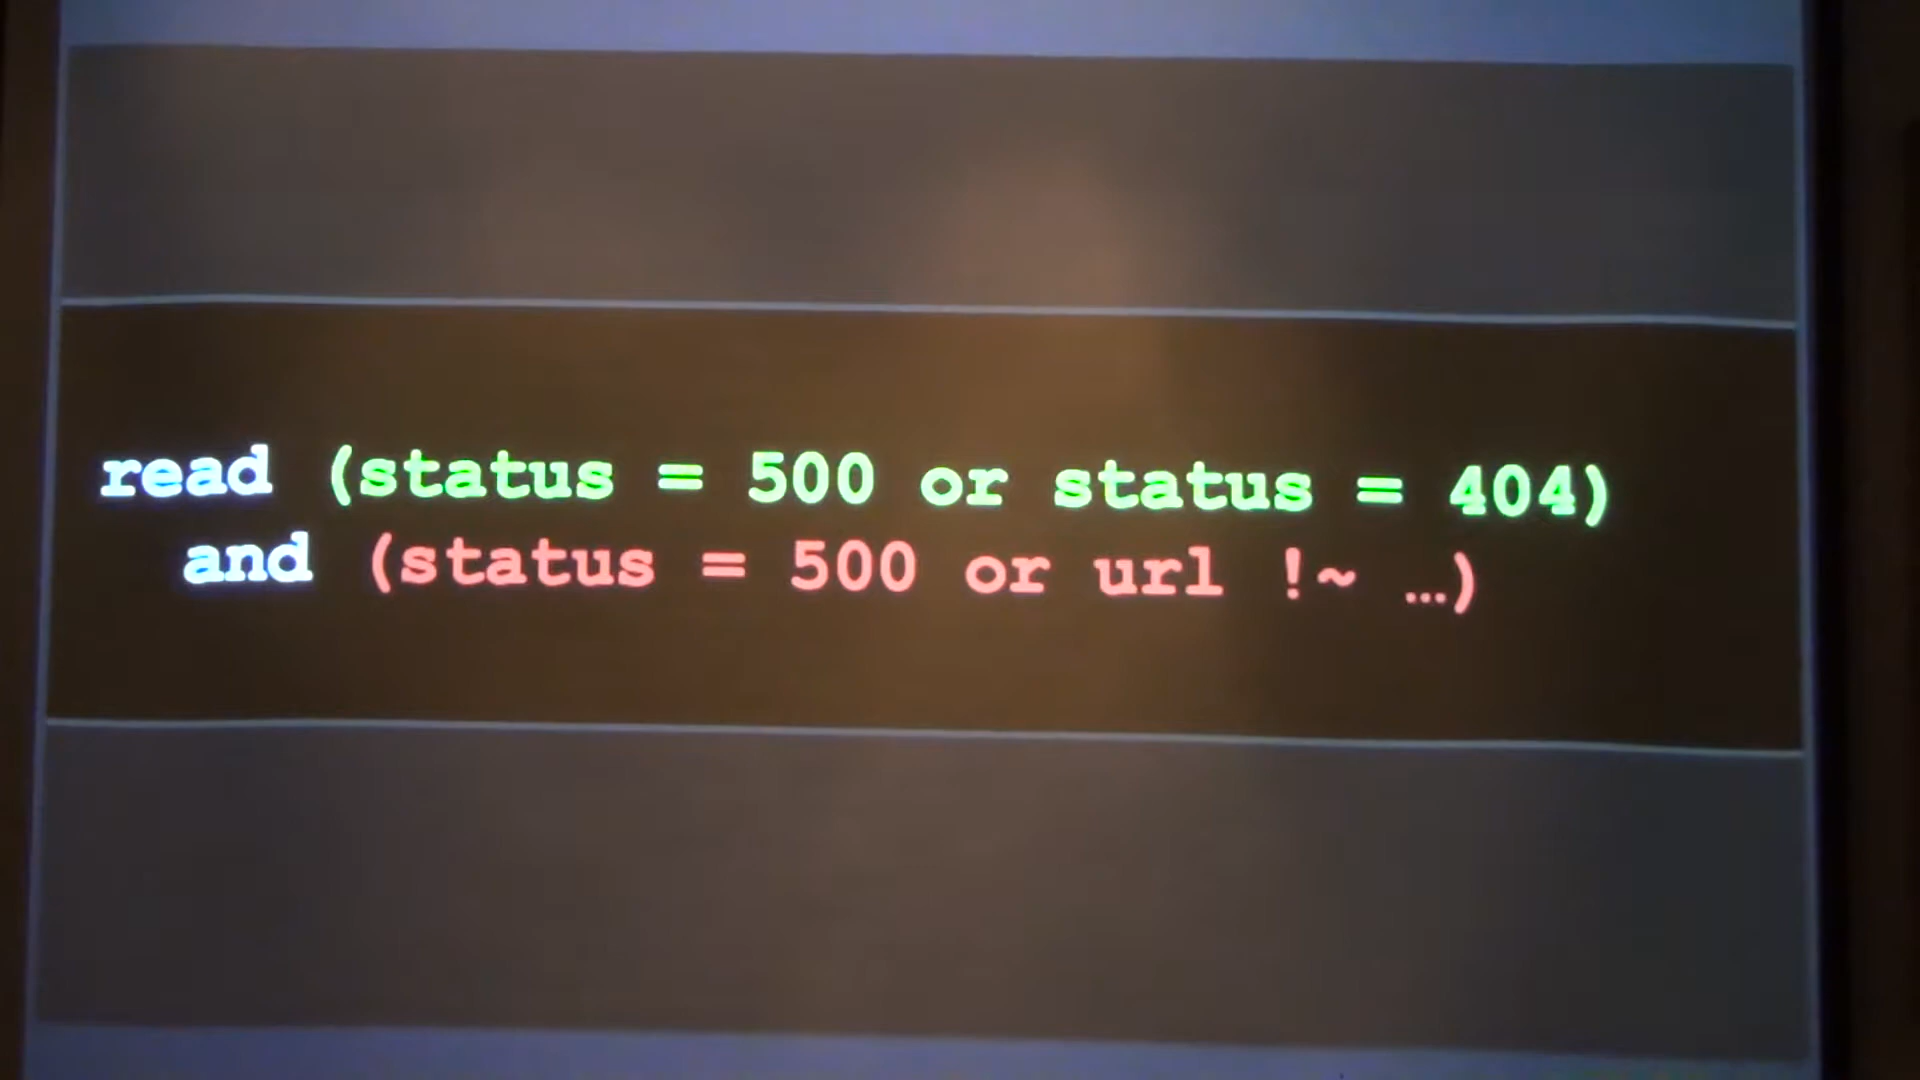 read (status = 500 or status = 404)
and (status = 500 or url !~ …)